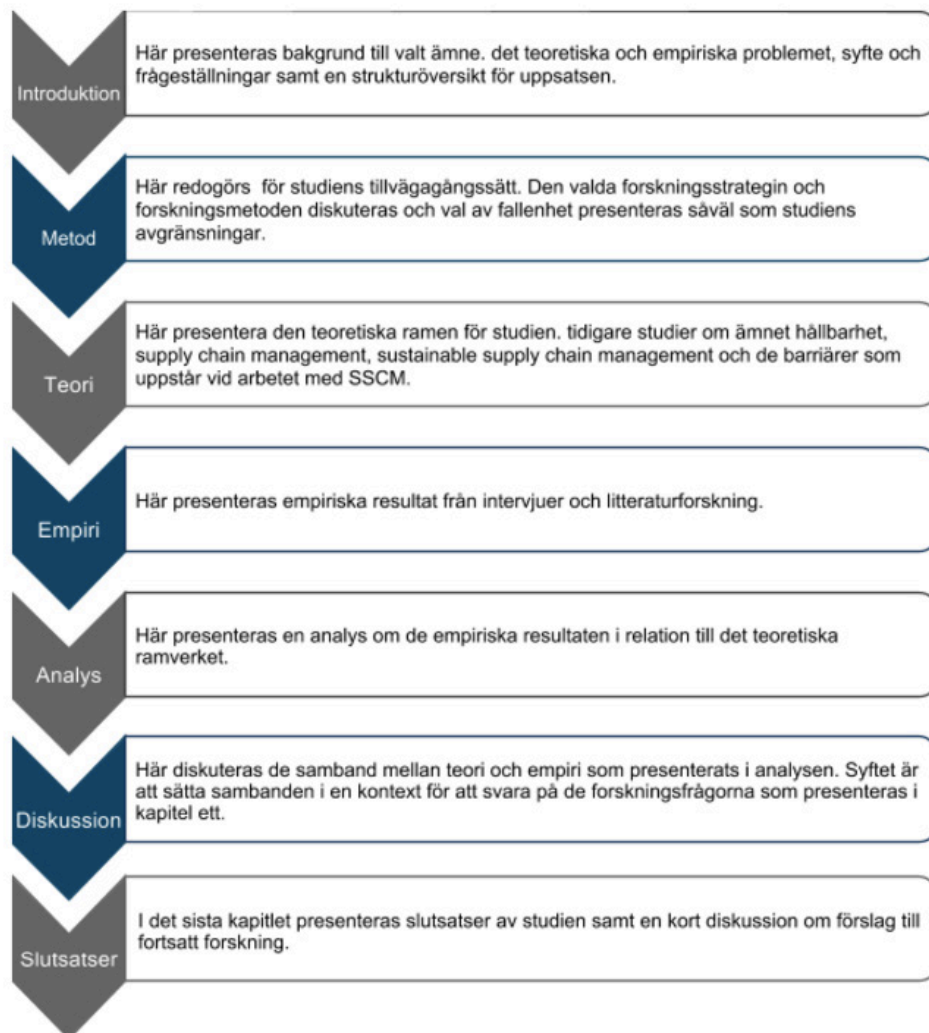 Introduktion
Här presenteras bakgrund till valt ämne. det teoretiska och empiriska problemet, syfte och
frågeställningar samt en strukturöversikt för uppsatsen.
Metod
Här redogörs för studiens tillvägagångssätt. Den valda forskningsstrategin och
forskningsmetoden diskuteras och val av fallenhet presenteras såväl som studiens
avgränsningar.
Teori
Här presentera den teoretiska ramen för studien. tidigare studier om ämnet hållbarhet,
supply chain management, sustainable supply chain management och de barriärer som
uppstår vid arbetet med SSCM.
Empiri
Här presenteras empiriska resultat från intervjuer och litteraturforskning.
Analys
Här presenteras en analys om de empiriska resultaten i relation till det teoretiska
ramverket.
Diskussion
Här diskuteras de samband mellan teori och empiri som presenterats i analysen. Syftet är
att sätta sambanden i en kontext för att svara på de forskningsfrågorna som presenteras i
kapitel ett.
Slutsatser
I det sista kapitlet presenteras slutsatser av studien samt en kort diskussion om förslag till
fortsatt forskning.